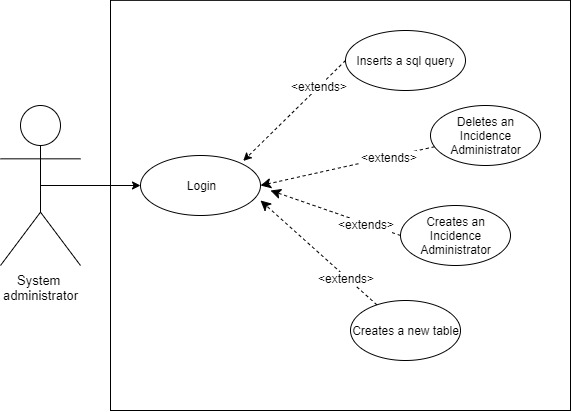 Inserts a sql query
<extends>
Deletes an
Incidence
Administrator
<extends>
Login
Creates an
Incidence
Administrator
<extends>
System
administrator
<extends>
Creates a new table